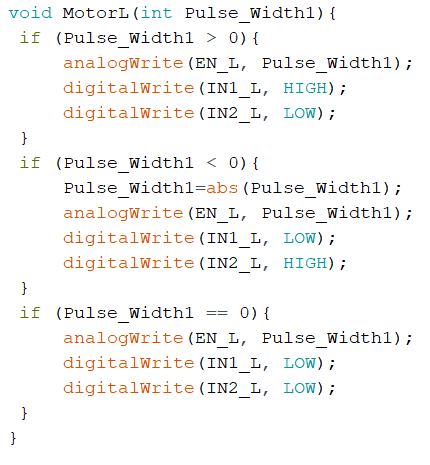 void MotorL(int Pulse_Width1){
 if (Pulse_Width1 > 0){
     analogWrite(EN_L, Pulse_Width1);
     digitalWrite(IN1_L, HIGH);
     digitalWrite(IN2_L, LOW);
 }
 if (Pulse_Width1 < 0){
     Pulse_Width1=abs(Pulse_Width1);
     analogWrite(EN_L, Pulse_Width1);
     digitalWrite(IN1_L, LOW);
     digitalWrite(IN2_L, HIGH);
 }
 if (Pulse_Width1 == 0){
     analogWrite(EN_L, Pulse_Width1);
     digitalWrite(IN1_L, LOW);
     digitalWrite(IN2_L, LOW);
 }
}